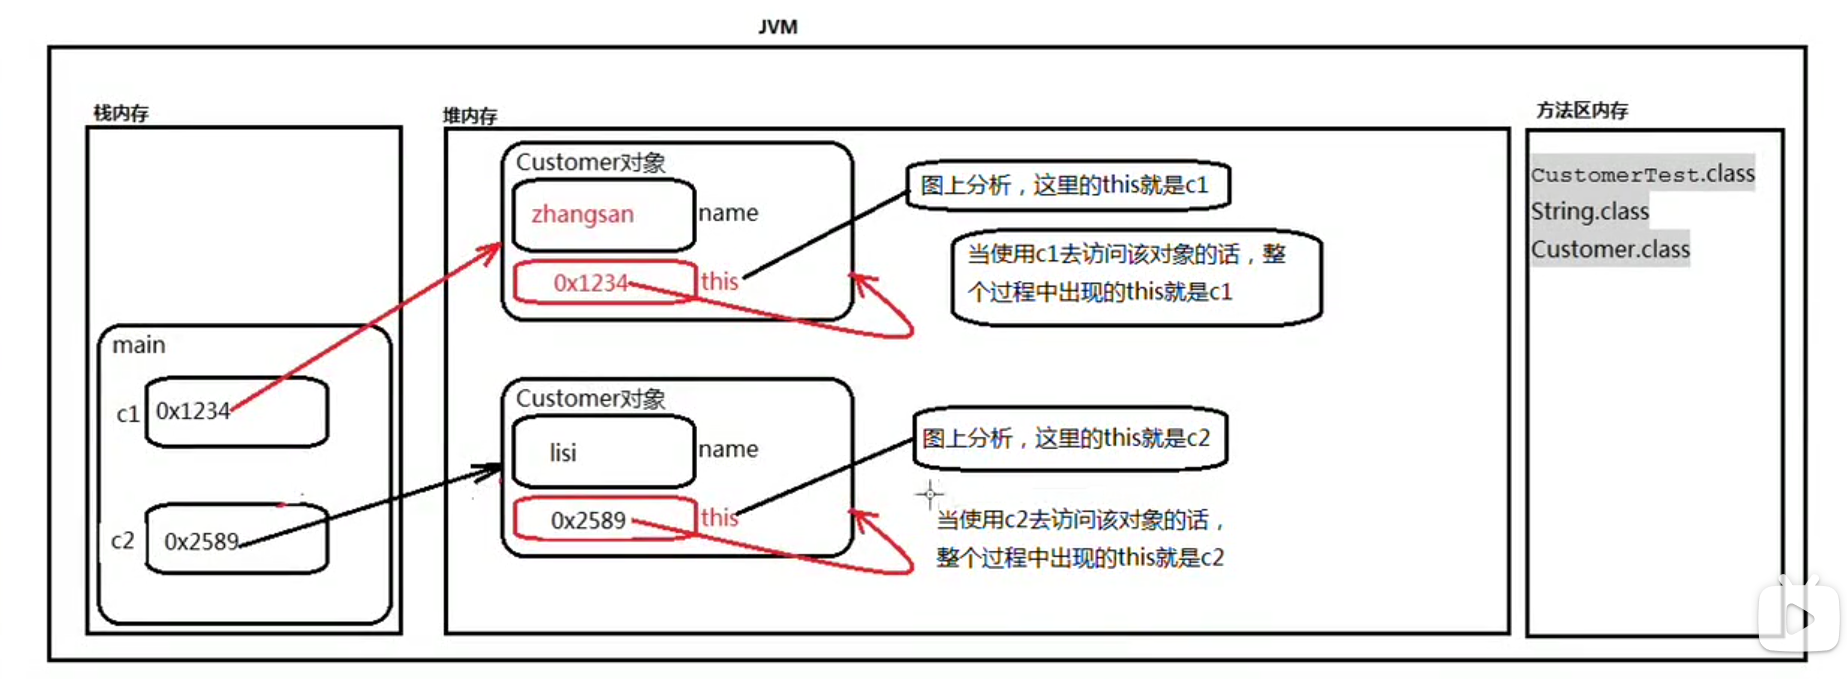 JVM
栈内存
堆内存
方法区内存
main
c1
0x1234
c2
0x2589
Customer对象
zhangsan
name
0x1234
this
图上分析，这里的this就是c1
当使用c1去访问该对象的话，整
个过程中出现的this就是c1
Customer对象
lisi
name
0x2589
this
图上分析，这里的this就是c2
当使用c2去访问该对象的话，
整个过程中出现的this就是c2
CustomerTest.class
String.class
Customer.class